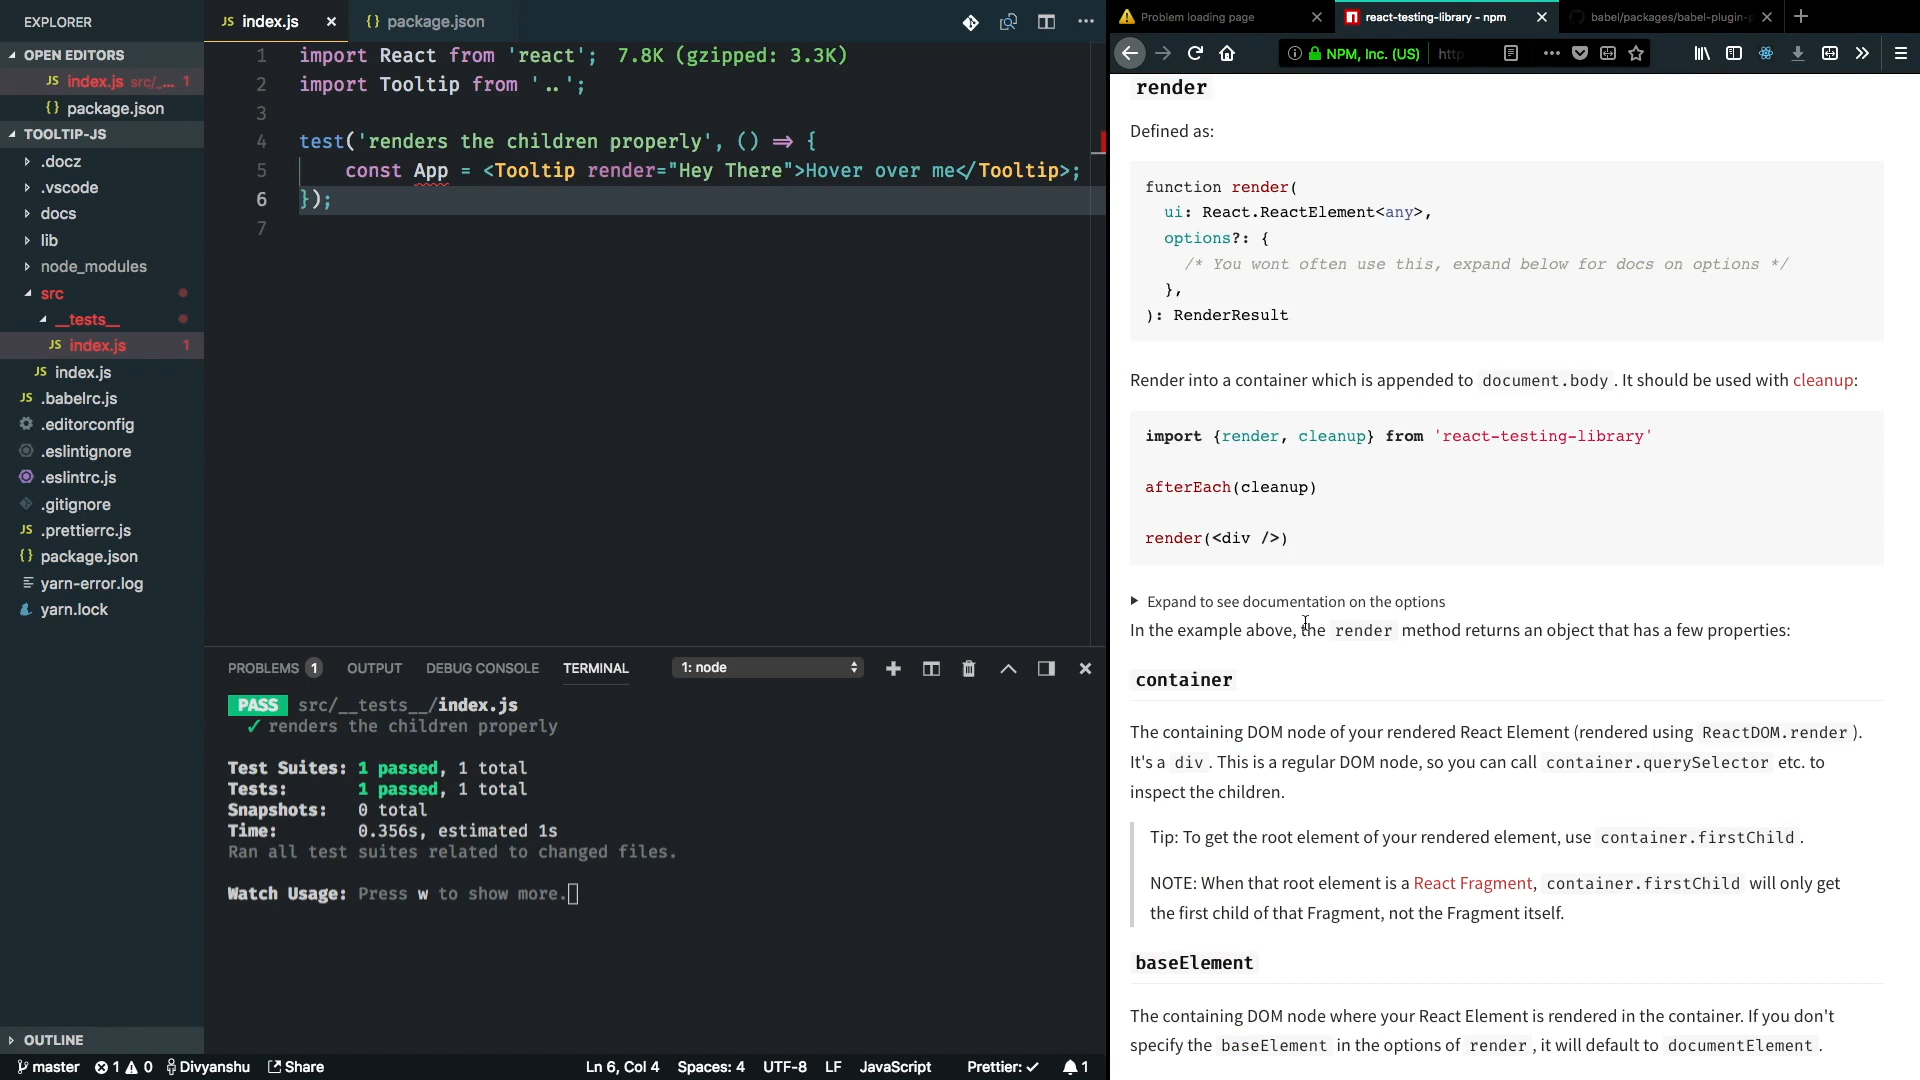 EXPLORER
OPEN EDITORS
JS index.js src/_... 1
{} package.json
TOOLTIP-JS
.docz
.vscode
docs
lib
node_modules
src
__tests__
JS index.js 1
JS index.js
JS .babelrc.js
.editorconfig
.eslintignore
.eslintrc.js
.gitignore
JS .prettierrc.js
{} package.json
yarn-error.log
yarn.lock
OUTLINE
JS index.js
{} package.json
1 import React from 'react'; 7.8K (gzipped: 3.3K)
2 import Tooltip from '..';
3
4 test('renders the children properly', () => {
5 const App = <Tooltip render="Hey There">Hover over me</Tooltip>;
6 });
7
PROBLEMS 1 OUTPUT DEBUG CONSOLE TERMINAL 1: node
PASS src/__tests__/index.js
✓ renders the children properly
Test Suites: 1 passed, 1 total
Tests: 1 passed, 1 total
Snapshots: 0 total
Time: 0.356s, estimated 1s
Ran all test suites related to changed files.
Watch Usage: Press w to show more.
master 1 0 Divyanshu Share Ln 6, Col 4 Spaces: 4 UTF-8 LF JavaScript Prettier: ✓ 1
Problem loading page
react-testing-library - npm
babel/packages/babel-plugin-p
NPM, Inc. (US) http
render
Defined as:
function render(
ui: React.ReactElement<any>,
options?: {
/* You wont often use this, expand below for docs on options */
},
): RenderResult
Render into a container which is appended to document.body . It should be used with cleanup:
import {render, cleanup} from 'react-testing-library'
afterEach(cleanup)
render(<div />)
Expand to see documentation on the options
In the example above, the render method returns an object that has a few properties:
container
The containing DOM node of your rendered React Element (rendered using ReactDOM.render ).
It's a div . This is a regular DOM node, so you can call container.querySelector etc. to
inspect the children.
Tip: To get the root element of your rendered element, use container.firstChild .
NOTE: When that root element is a React Fragment, container.firstChild will only get
the first child of that Fragment, not the Fragment itself.
baseElement
The containing DOM node where your React Element is rendered in the container. If you don't
specify the baseElement in the options of render , it will default to documentElement .